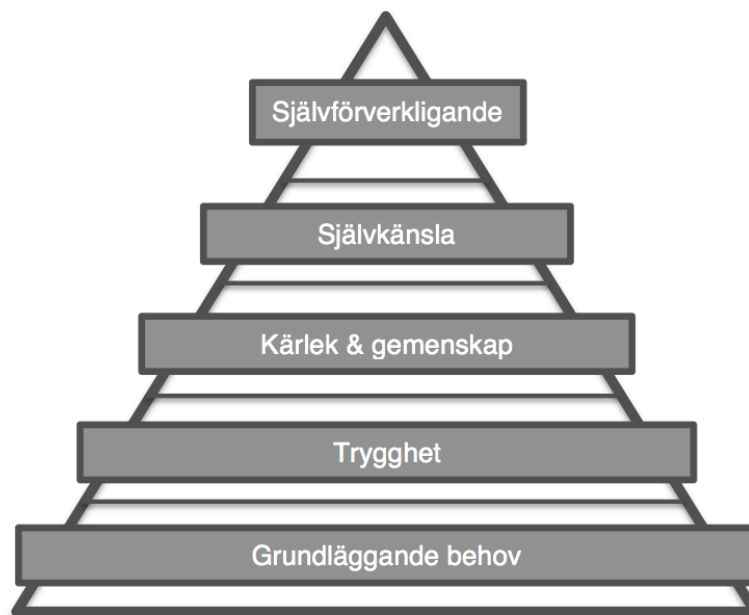 Självförverkligande
Självkänsla
Kärlek & gemenskap
Trygghet
Grundläggande behov